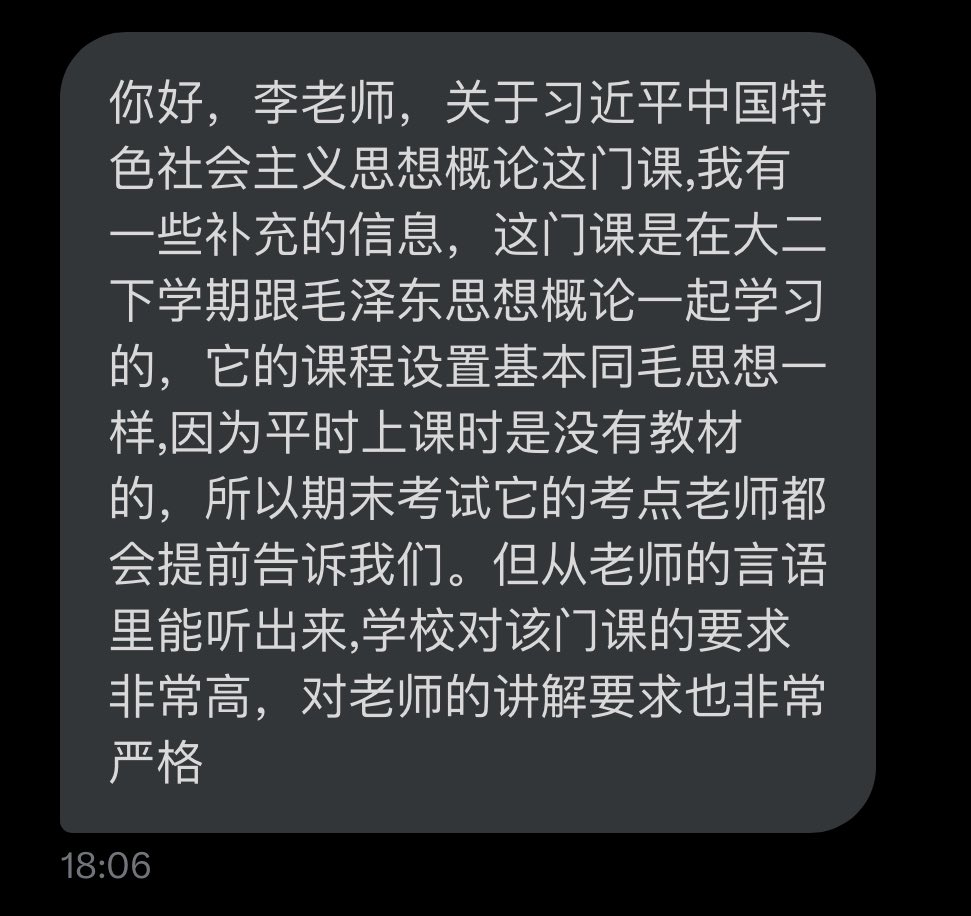 你好，李老师，关于习近平中国特
色社会主义思想概论这门课,我有
一些补充的信息，这门课是在大二
下学期跟毛泽东思想概论一起学习
的，它的课程设置基本同毛思想一
样,因为平时上课时是没有教材
的，所以期末考试它的考点老师都
会提前告诉我们。但从老师的言语
里能听出来,学校对该门课的要求
非常高，对老师的讲解要求也非常
严格
18:06